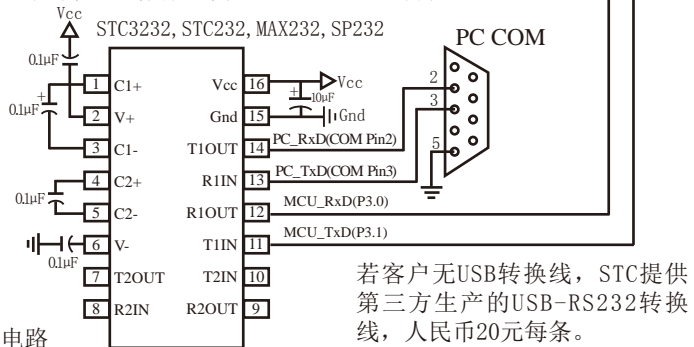 Vcc
STC3232, STC232, MAX232, SP232
PC COM
0.1µF
1 C1+ Vcc 16 Vcc
+ 10µF
+ 0.1µF
2 V+ Gnd 15 Gnd
3 C1- T1OUT 14 PC_RxD(COM Pin2)
4 C2+ R1IN 13 PC_TxD(COM Pin3)
0.1µF
5 C2- R1OUT 12 MCU_RxD(P3.0)
6 V- T1IN 11 MCU_TxD(P3.1)
0.1µF
7 T2OUT T2IN 10
8 R2IN R2OUT 9
2
3
5
若客户无USB转换线，STC提供
第三方生产的USB-RS232转换
线，人民币20元每条。
电路